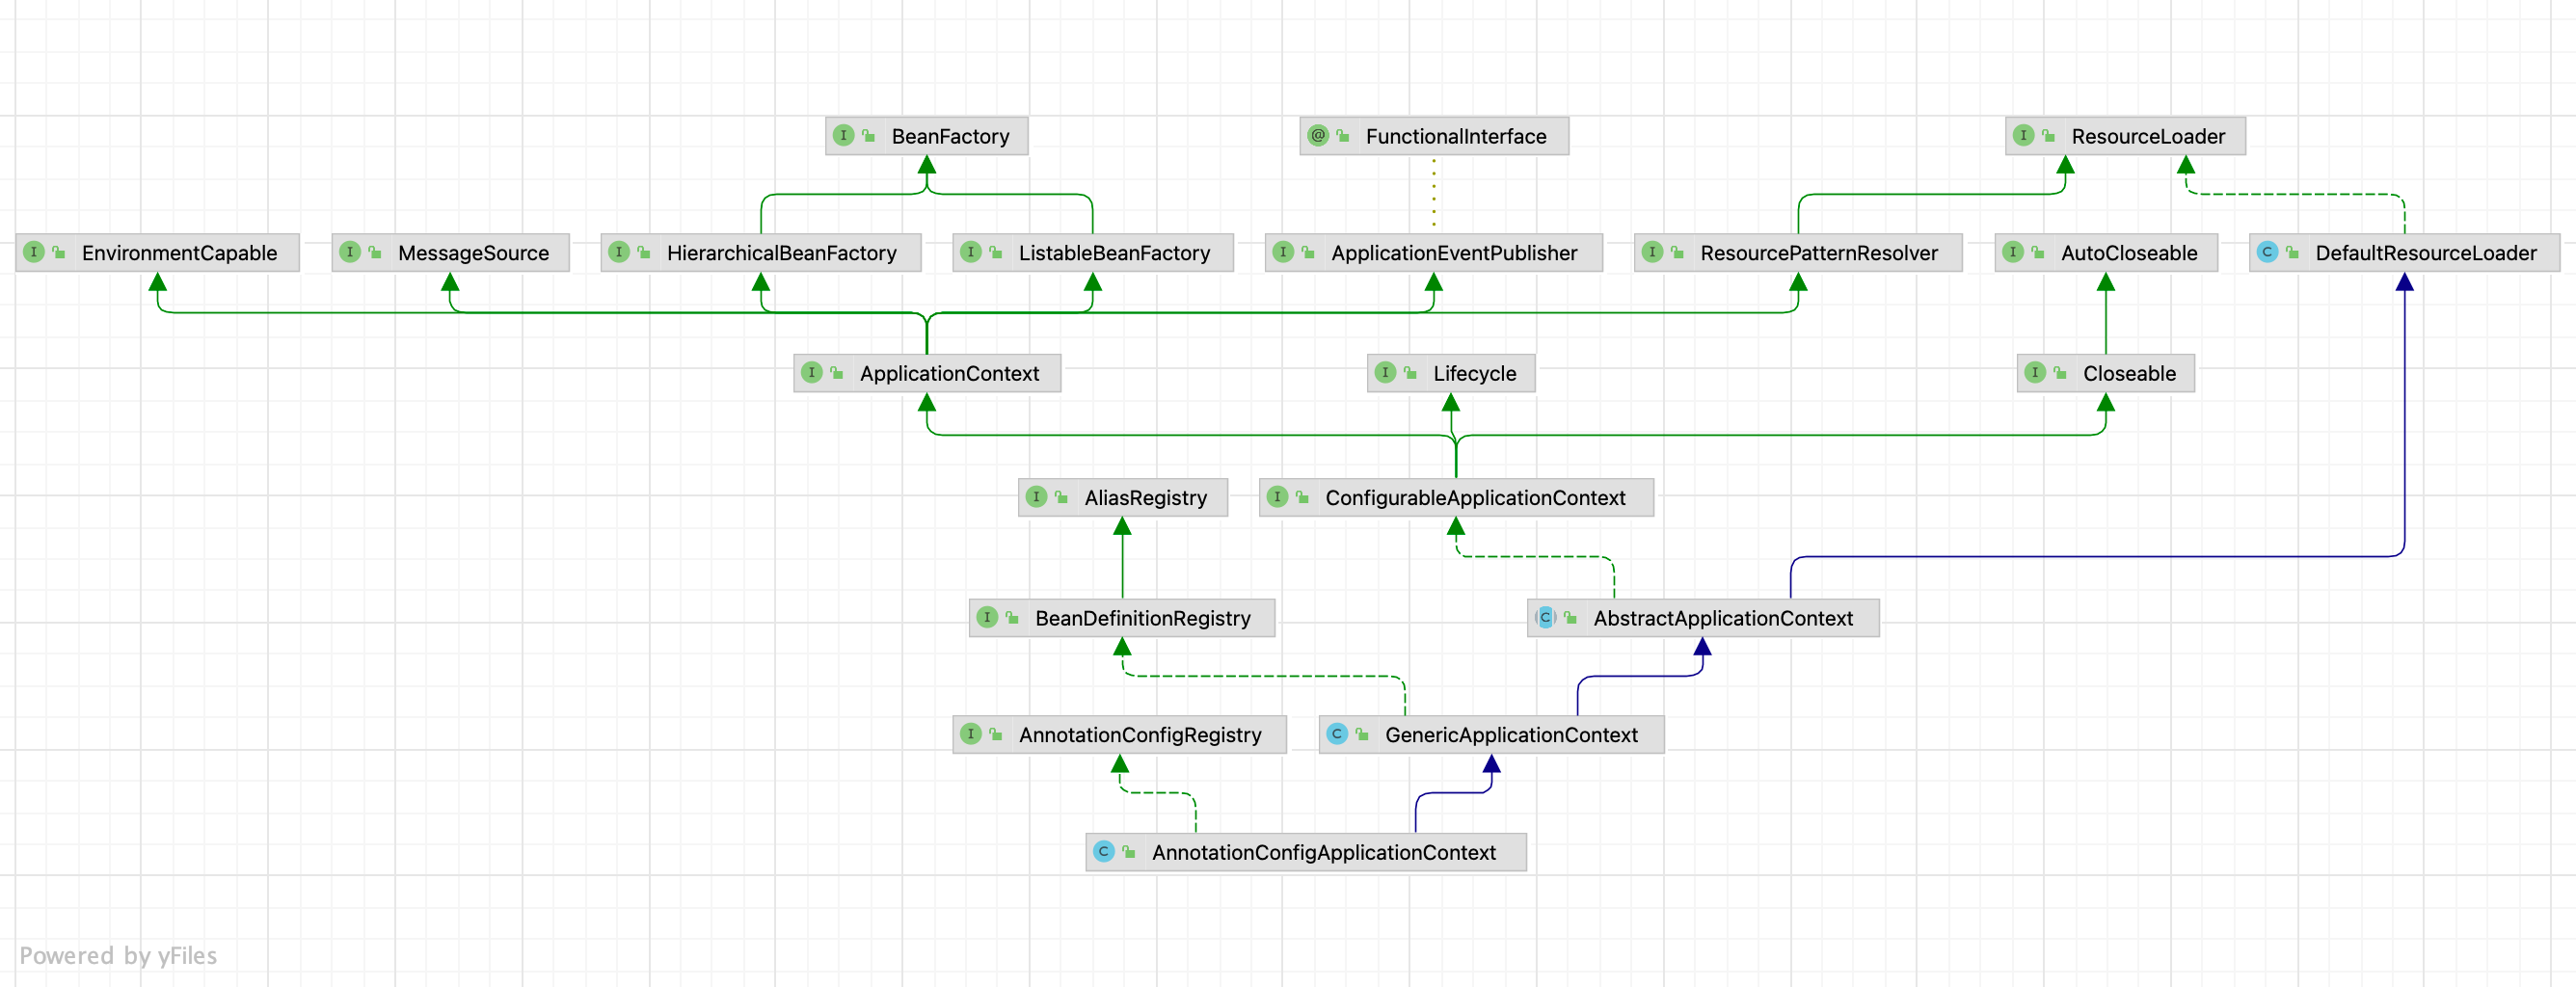 BeanFactory
FunctionalInterface
ResourceLoader
EnvironmentCapable
MessageSource
HierarchicalBeanFactory
ListableBeanFactory
ApplicationEventPublisher
ResourcePatternResolver
AutoCloseable
DefaultResourceLoader
ApplicationContext
Lifecycle
Closeable
AliasRegistry
ConfigurableApplicationContext
BeanDefinitionRegistry
AbstractApplicationContext
AnnotationConfigRegistry
GenericApplicationContext
AnnotationConfigApplicationContext
Powered by yFiles